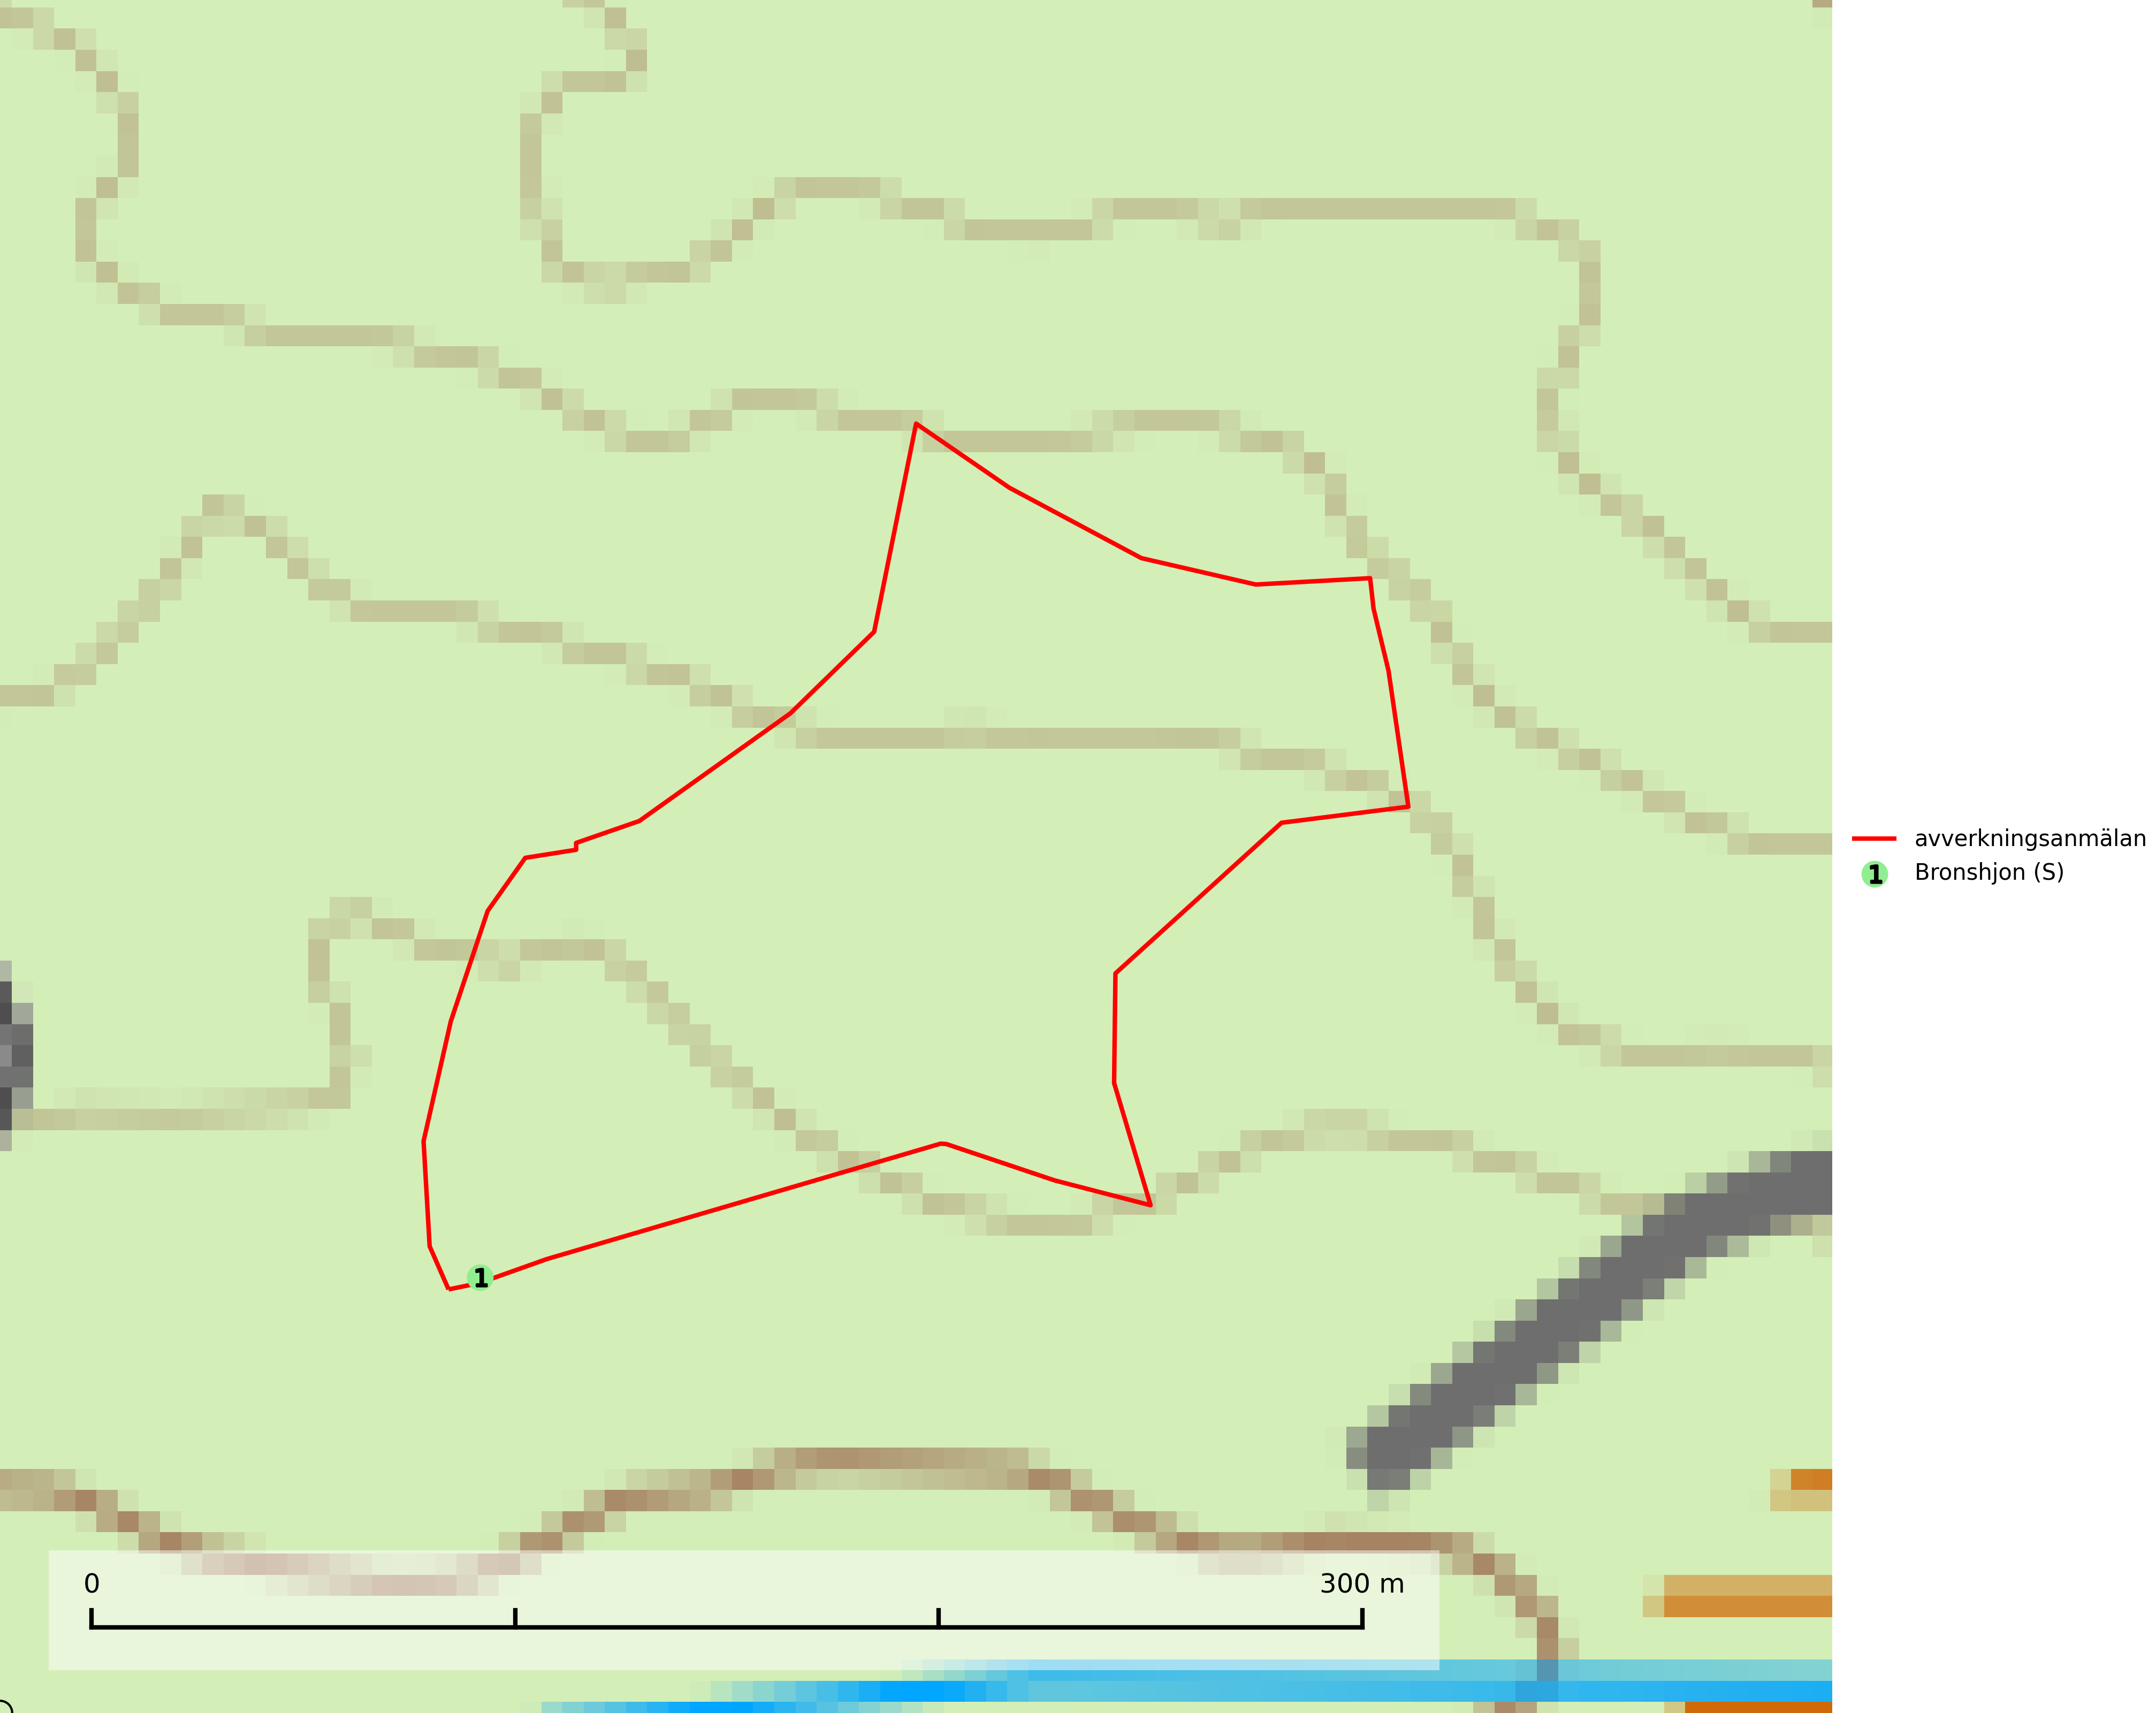 avverkningsanmälan
1 Bronshjon (S)
1
0 300 m